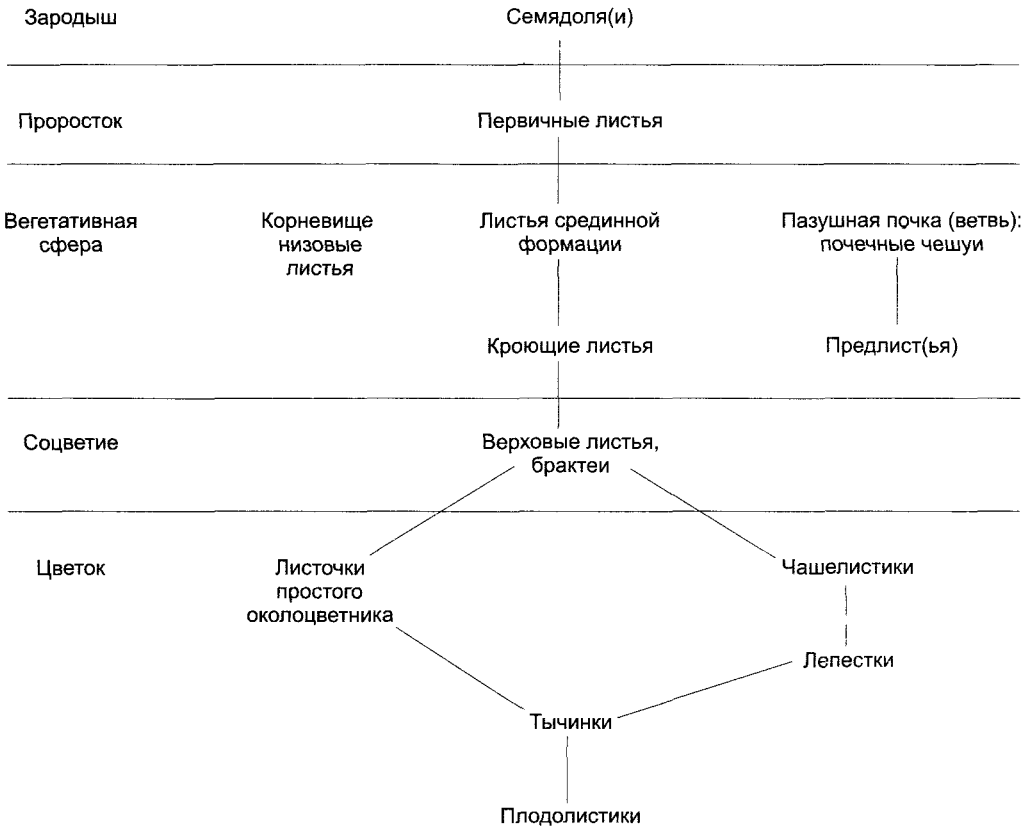 Зародыш
Семядоля(и)
Проросток
Первичные листья
Вегетативная
сфера
Корневище
низовые
листья
Листья срединной
формации
Пазушная почка (ветвь):
почечные чешуи
Кроющие листья
Предлист(ья)
Соцветие
Верховые листья,
брактеи
Цветок
Листочки
простого
околоцветника
Чашелистики
Лепестки
Тычинки
Плодолистики